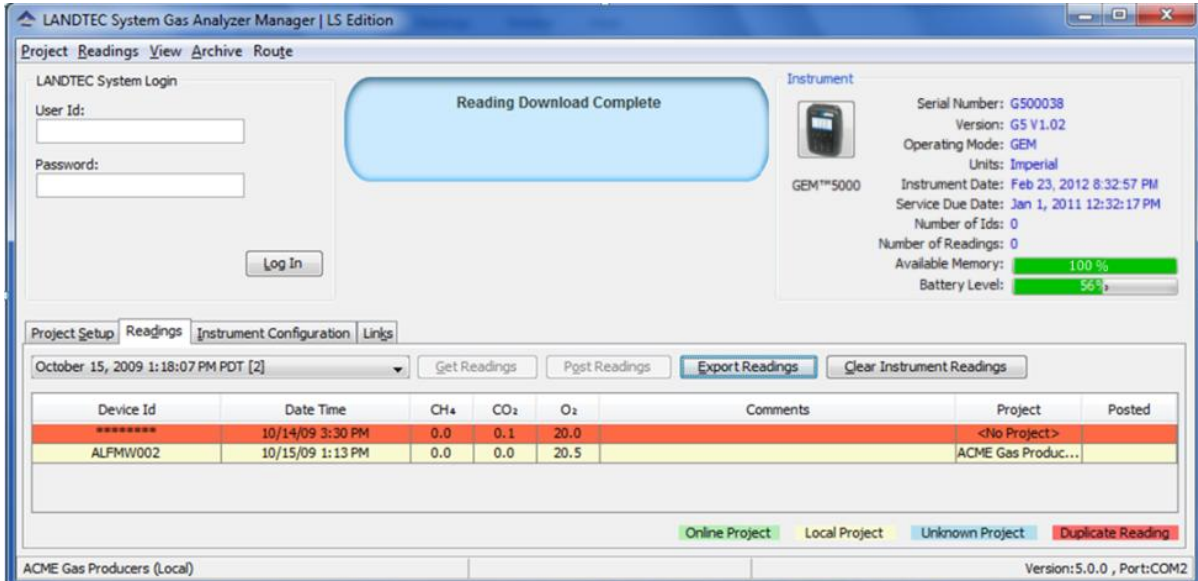 LANDTEC System Gas Analyzer Manager | LS Edition
Project Readings View Archive Route
LANDTEC System Login
User Id:
Password:
Log In
Reading Download Complete
Instrument
GEM™5000
Serial Number: G500038
Version: G5 V1.02
Operating Mode: GEM
Units: Imperial
Instrument Date: Feb 23, 2012 8:32:57 PM
Service Due Date: Jan 1, 2011 12:32:17 PM
Number of Ids: 0
Number of Readings: 0
Available Memory: 100 %
Battery Level: 56%
Project Setup Readings Instrument Configuration Links
October 15, 2009 1:18:07 PM PDT [2] Get Readings Post Readings Export Readings Clear Instrument Readings
Device Id Date Time CH₄ CO₂ O₂ Comments Project Posted
******** 10/14/09 3:30 PM 0.0 0.1 20.0 <No Project>
ALFMW002 10/15/09 1:13 PM 0.0 0.0 20.5 ACME Gas Produc...
Online Project Local Project Unknown Project Duplicate Reading
ACME Gas Producers (Local) Version:5.0.0 , Port:COM2